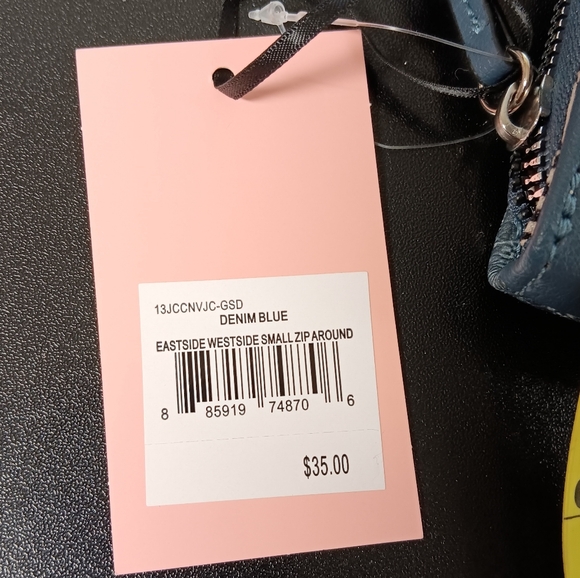 13JCCNVJC-GSD
DENIM BLUE
EASTSIDE WESTSIDE SMALL ZIP AROUND
8 85919 74870 6
$35.00